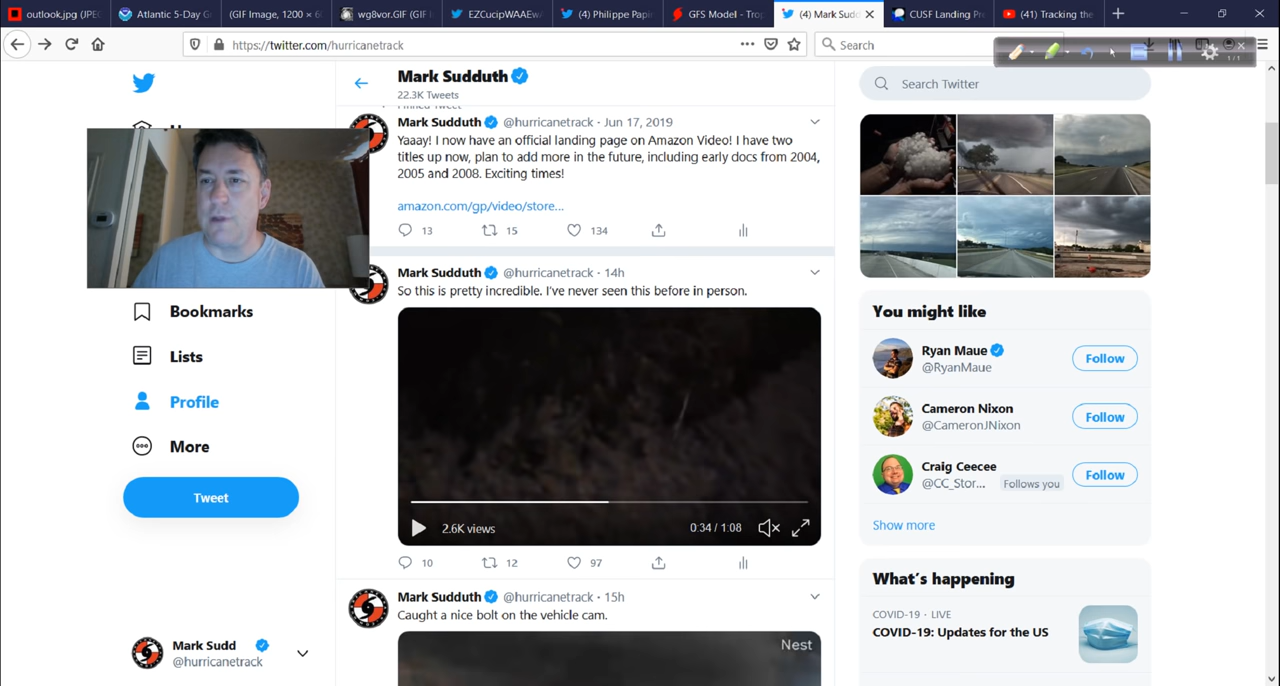 outlook.jpg (JPE
Atlantic 5-Day G
(GIF Image, 1200 × 6
wg8vor.GIF (GIF I
EZCucipWAAEw
(4) Philippe Papi
GFS Model - Tro
(4) Mark Suddu
CUSF Landing Pr
(41) Tracking the
https://twitter.com/hurricanetrack
Search
1/1
Mark Sudduth
22.3K Tweets
Search Twitter
Mark Sudduth @hurricanetrack · Jun 17, 2019
Yaaay! I now have an official landing page on Amazon Video! I have two
titles up now, plan to add more in the future, including early docs from 2004,
2005 and 2008. Exciting times!
amazon.com/gp/video/store...
13 15 134
Mark Sudduth @hurricanetrack · 14h
So this is pretty incredible. I've never seen this before in person.
2.6K views
0:34 / 1:08
10 12 97
Mark Sudduth @hurricanetrack · 15h
Caught a nice bolt on the vehicle cam.
Nest
Bookmarks
Lists
Profile
More
Tweet
Mark Sudd
@hurricanetrack
You might like
Ryan Maue
@RyanMaue
Follow
Cameron Nixon
@CameronJNixon
Follow
Craig Ceecee
@CC_Stor... Follows you
Follow
Show more
What's happening
COVID-19 · LIVE
COVID-19: Updates for the US